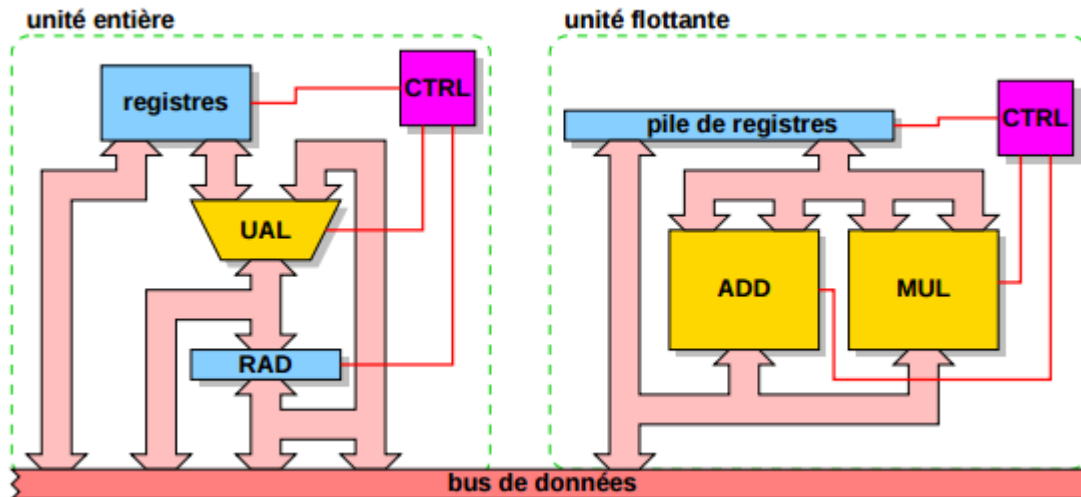 unité entière
unité flottante
registres
CTRL
pile de registres
CTRL
UAL
ADD
MUL
RAD
bus de données